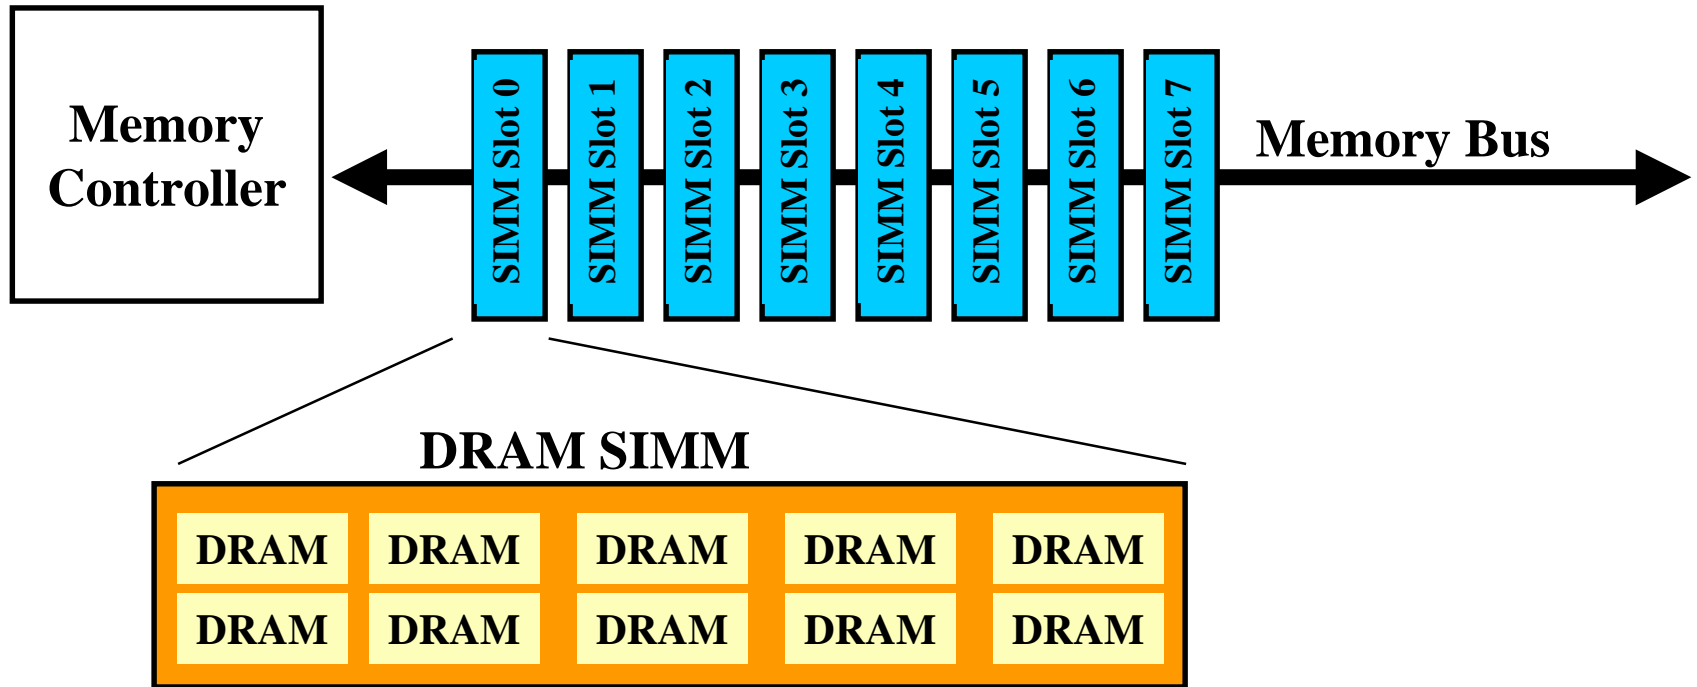 Memory
Controller
SIMM Slot 0
SIMM Slot 1
SIMM Slot 2
SIMM Slot 3
SIMM Slot 4
SIMM Slot 5
SIMM Slot 6
SIMM Slot 7
Memory Bus
DRAM SIMM
DRAM DRAM DRAM DRAM DRAM
DRAM DRAM DRAM DRAM DRAM